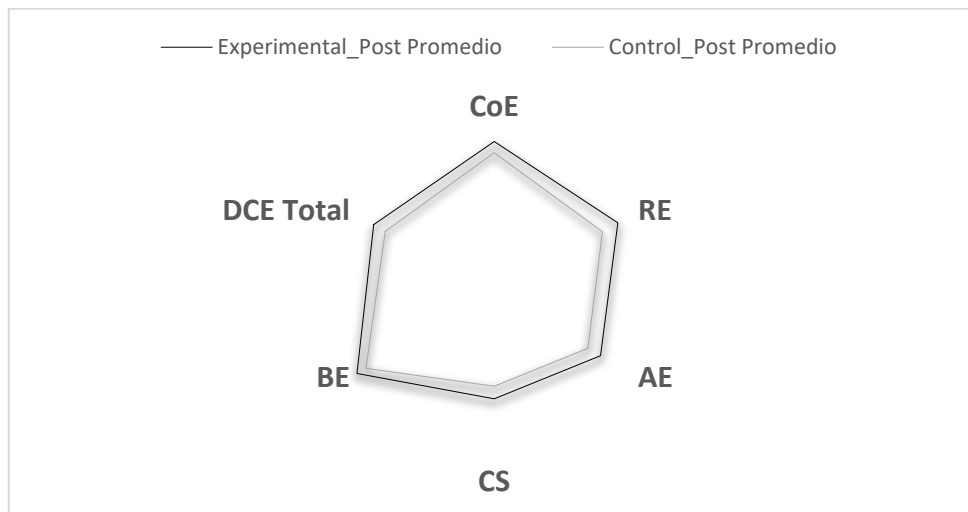 Experimental_Post Promedio
Control_Post Promedio
CoE
DCE Total
RE
BE
AE
CS